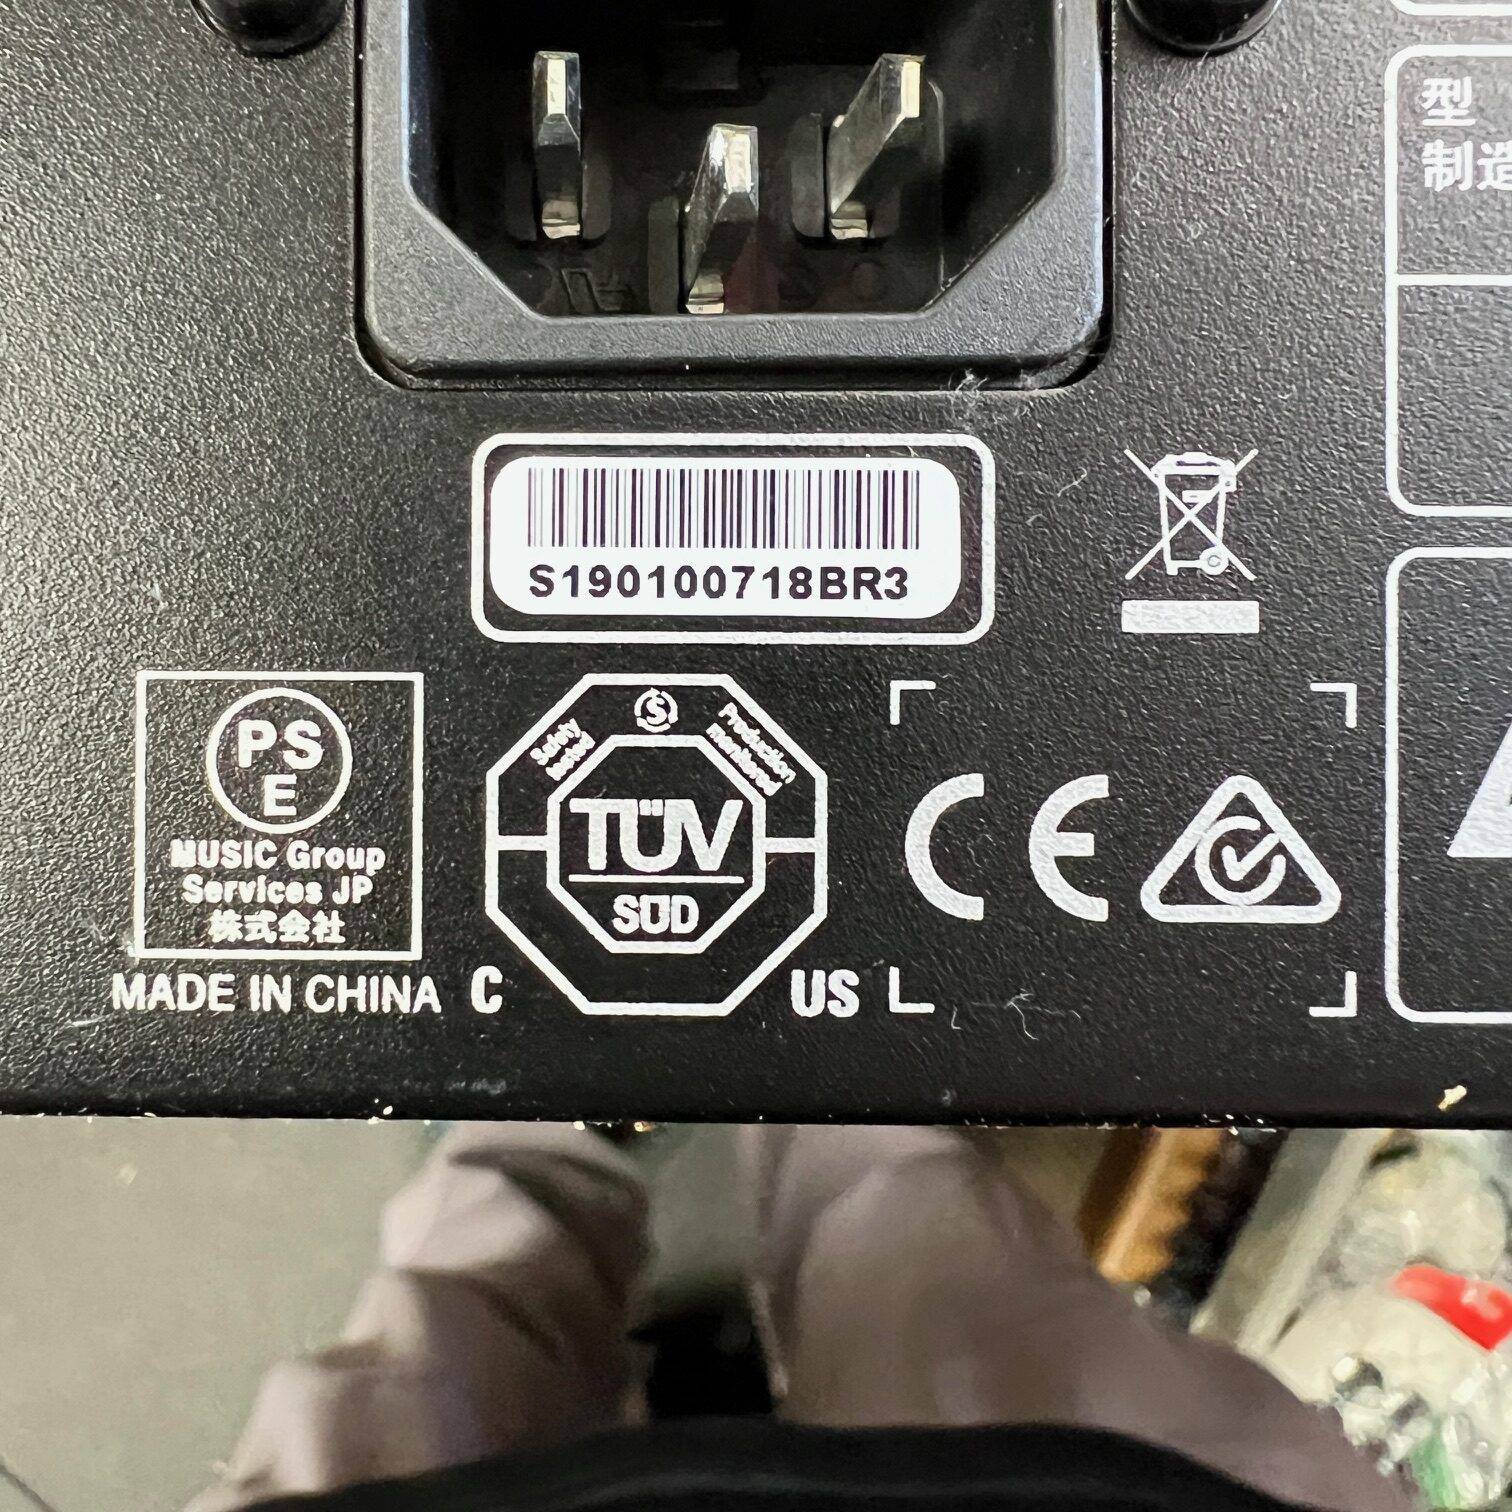 型
制造
S190100718BR3
Safety
tested
S
Production
monitored
PS
E
MUSIC Group
Services JP
株式会社
TÜV
SÜD
CE
MADE IN CHINA
C
US